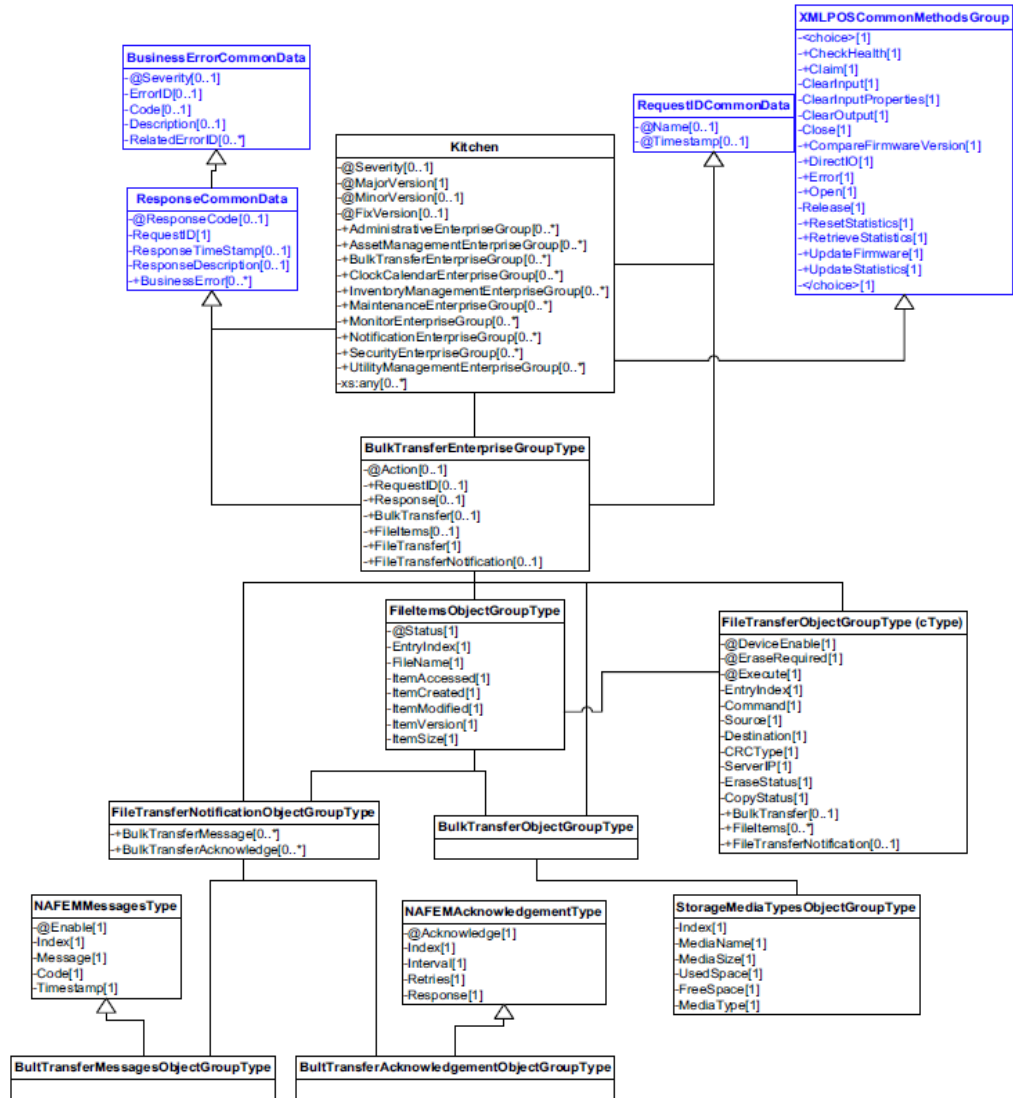 XMLPOSCommonMethodsGroup
-<choice>[1]
-+CheckHealth[1]
-+Claim[1]
-ClearInput[1]
-ClearInputProperties[1]
-ClearOutput[1]
-Close[1]
-+CompareFirmwareVersion[1]
-+DirectIO[1]
-+Error[1]
-+Open[1]
-Release[1]
-+ResetStatistics[1]
-+RetrieveStatistics[1]
-+UpdateFirmware[1]
-+UpdateStatistics[1]
-</choice>[1]
BusinessErrorCommonData
-@Severity[0..1]
-ErrorID[0..1]
-Code[0..1]
-Description[0..1]
-RelatedErrorID[0..*]
RequestIDCommonData
-@Name[0..1]
-@Timestamp[0..1]
Kitchen
-@Severity[0..1]
-@MajorVersion[1]
-@MinorVersion[0..1]
-@FixVersion[0..1]
-+AdministrativeEnterpriseGroup[0..*]
-+AssetManagementEnterpriseGroup[0..*]
-+BulkTransferEnterpriseGroup[0..*]
-+ClockCalendarEnterpriseGroup[0..*]
-+InventoryManagementEnterpriseGroup[0..*]
-+MaintenanceEnterpriseGroup[0..*]
-+MonitorEnterpriseGroup[0..*]
-+NotificationEnterpriseGroup[0..*]
-+SecurityEnterpriseGroup[0..*]
-+UtilityManagementEnterpriseGroup[0..*]
-xs:any[0..*]
ResponseCommonData
-@ResponseCode[0..1]
-RequestID[1]
-ResponseTimeStamp[0..1]
-ResponseDescription[0..1]
-+BusinessError[0..*]
BulkTransferEnterpriseGroupType
-@Action[0..1]
-+RequestID[0..1]
-+Response[0..1]
-+BulkTransfer[0..1]
-+FileItems[0..1]
-+FileTransfer[1]
-+FileTransferNotification[0..1]
FileItemsObjectGroupType
-@Status[1]
-EntryIndex[1]
-FileName[1]
-ItemAccessed[1]
-ItemCreated[1]
-ItemModified[1]
-ItemVersion[1]
-ItemSize[1]
FileTransferObjectGroupType (cType)
-@DeviceEnable[1]
-@EraseRequired[1]
-@Execute[1]
-EntryIndex[1]
-Command[1]
-Source[1]
-Destination[1]
-CRCType[1]
-ServerIP[1]
-EraseStatus[1]
-CopyStatus[1]
-+BulkTransfer[0..1]
-+FileItems[0..*]
-+FileTransferNotification[0..1]
FileTransferNotificationObjectGroupType
-+BulkTransferMessage[0..*]
-+BulkTransferAcknowledge[0..*]
BulkTransferObjectGroupType
NAFEMMessagesType
-@Enable[1]
-Index[1]
-Message[1]
-Code[1]
-Timestamp[1]
NAFEMAcknowledgementType
-@Acknowledge[1]
-Index[1]
-Interval[1]
-Retries[1]
-Response[1]
StorageMediaTypesObjectGroupType
-Index[1]
-MediaName[1]
-MediaSize[1]
-UsedSpace[1]
-FreeSpace[1]
-MediaType[1]
BultTransferMessagesObjectGroupType
BultTransferAcknowledgementObjectGroupType